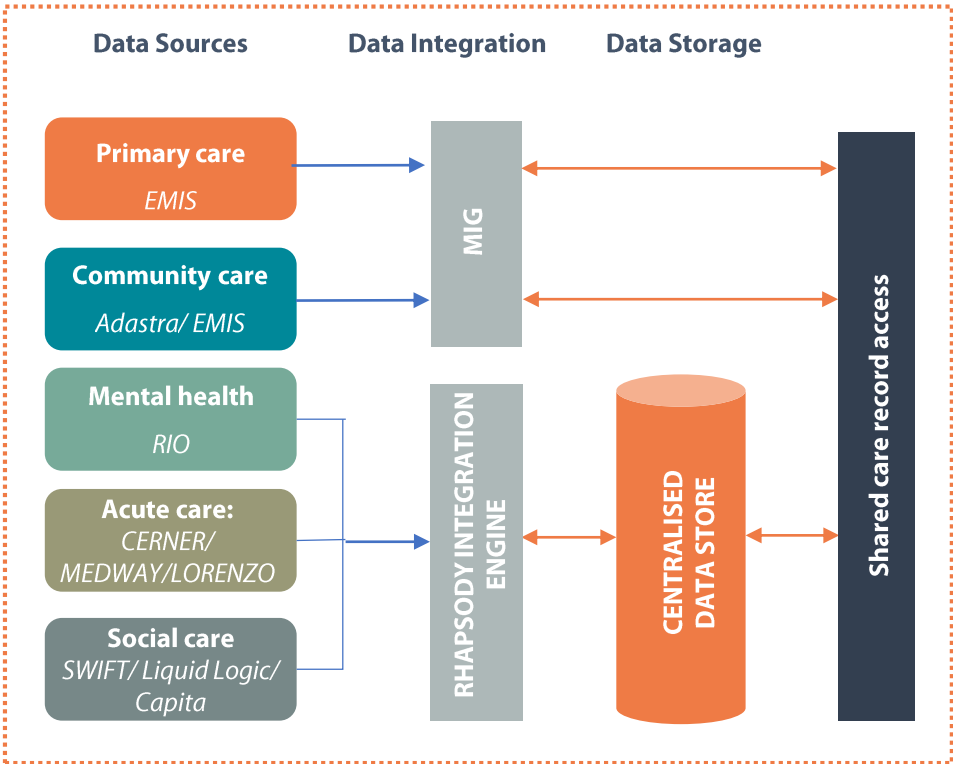 Data Sources
Data Integration
Data Storage
Primary care
EMIS
Community care
Adastra/ EMIS
Mental health
RIO
Acute care:
CERNER/
MEDWAY/LORENZO
Social care
SWIFT/ Liquid Logic/
Capita
MIG
RHAPSODY INTEGRATION
ENGINE
CENTRALISED
DATA STORE
Shared care record access